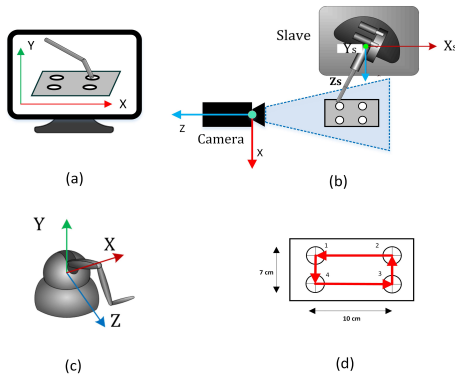 Y
X
(a)
Slave
Ys
Xs
Zs
Z
Camera
X
(b)
Y
X
Z
(c)
1
2
7 cm
4
3
10 cm
(d)